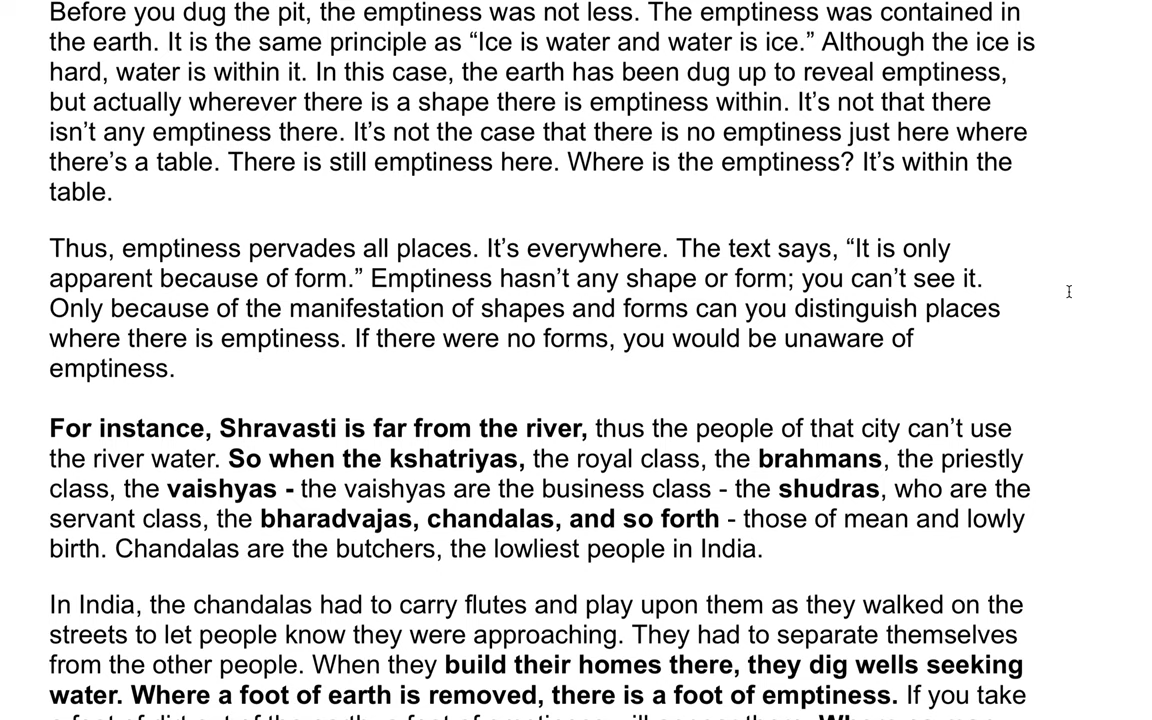 Before you dug the pit, the emptiness was not less. The emptiness was contained in
the earth. It is the same principle as “Ice is water and water is ice.” Although the ice is
hard, water is within it. In this case, the earth has been dug up to reveal emptiness,
but actually wherever there is a shape there is emptiness within. It’s not that there
isn’t any emptiness there. It’s not the case that there is no emptiness just here where
there’s a table. There is still emptiness here. Where is the emptiness? It’s within the
table.
Thus, emptiness pervades all places. It’s everywhere. The text says, “It is only
apparent because of form.” Emptiness hasn’t any shape or form; you can’t see it.
Only because of the manifestation of shapes and forms can you distinguish places
where there is emptiness. If there were no forms, you would be unaware of
emptiness.
For instance, Shravasti is far from the river, thus the people of that city can’t use
the river water. So when the kshatriyas, the royal class, the brahmans, the priestly
class, the vaishyas - the vaishyas are the business class - the shudras, who are the
servant class, the bharadvajas, chandalas, and so forth - those of mean and lowly
birth. Chandalas are the butchers, the lowliest people in India.
In India, the chandalas had to carry flutes and play upon them as they walked on the
streets to let people know they were approaching. They had to separate themselves
from the other people. When they build their homes there, they dig wells seeking
water. Where a foot of earth is removed, there is a foot of emptiness. If you take